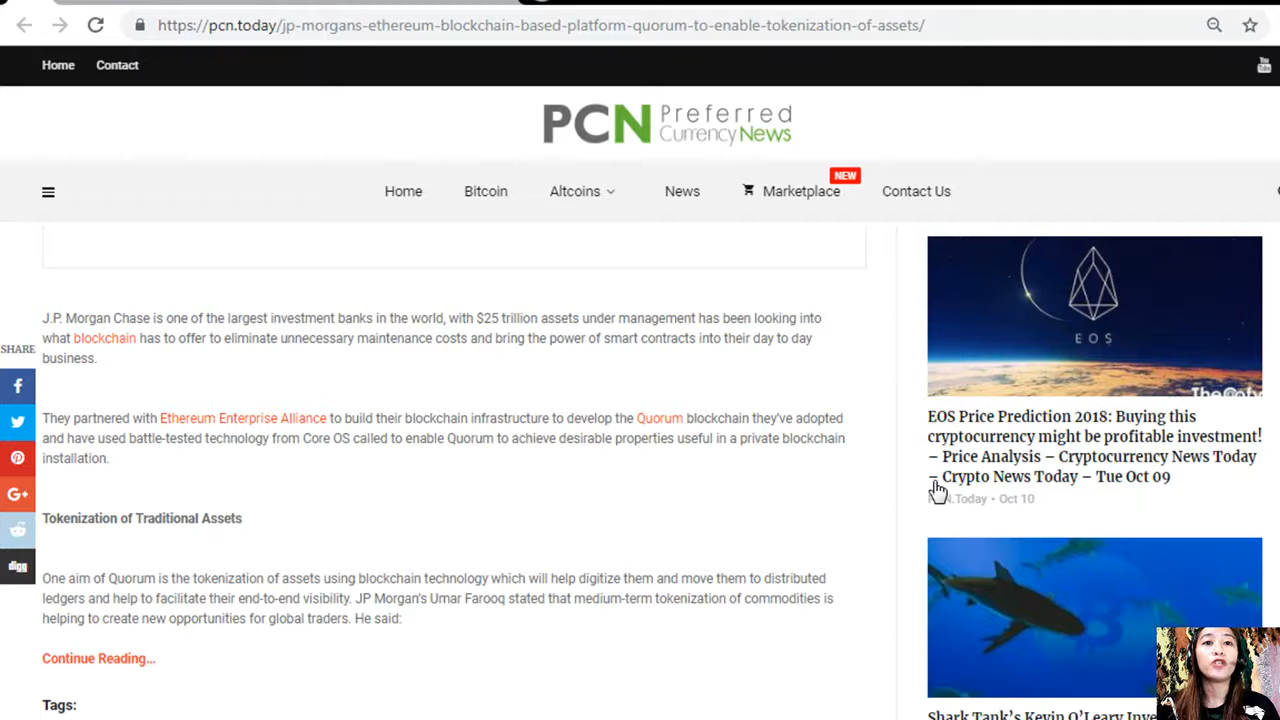 https://pcn.today/jp-morgans-ethereum-blockchain-based-platform-quorum-to-enable-tokenization-of-assets/
Home Contact
You
Tube
PCN Preferred
Currency News
Home Bitcoin Altcoins News Marketplace NEW Contact Us
J.P. Morgan Chase is one of the largest investment banks in the world, with $25 trillion assets under management has been looking into
what blockchain has to offer to eliminate unnecessary maintenance costs and bring the power of smart contracts into their day to day
business.
SHARE
They partnered with Ethereum Enterprise Alliance to build their blockchain infrastructure to develop the Quorum blockchain they've adopted
and have used battle-tested technology from Core OS called to enable Quorum to achieve desirable properties useful in a private blockchain
installation.
Tokenization of Traditional Assets
One aim of Quorum is the tokenization of assets using blockchain technology which will help digitize them and move them to distributed
ledgers and help to facilitate their end-to-end visibility. JP Morgan's Umar Farooq stated that medium-term tokenization of commodities is
helping to create new opportunities for global traders. He said:
Continue Reading...
Tags:
digg
EOS
EOS Price Prediction 2018: Buying this
cryptocurrency might be profitable investment!
– Price Analysis – Cryptocurrency News Today
– Crypto News Today – Tue Oct 09
.Today • Oct 10
Shark Tank's Kevin O'Leary